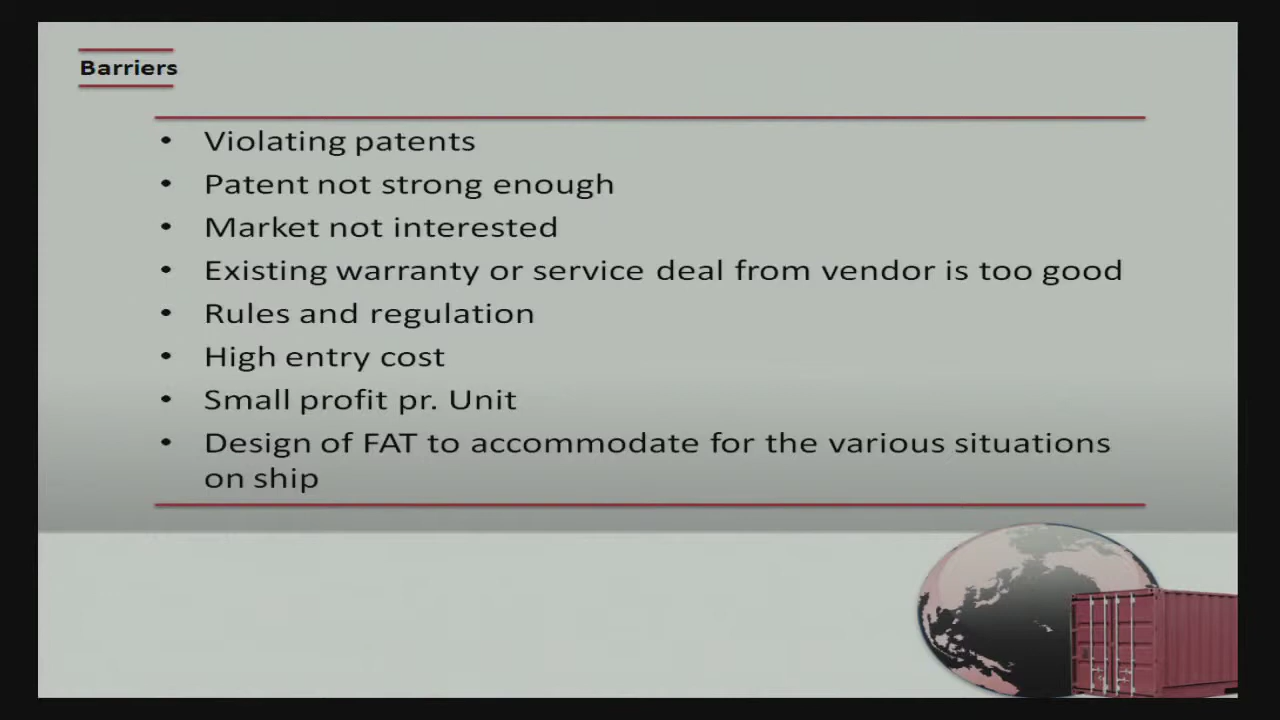 Barriers
• Violating patents
• Patent not strong enough
• Market not interested
• Existing warranty or service deal from vendor is too good
• Rules and regulation
• High entry cost
• Small profit pr. Unit
• Design of FAT to accommodate for the various situations
on ship